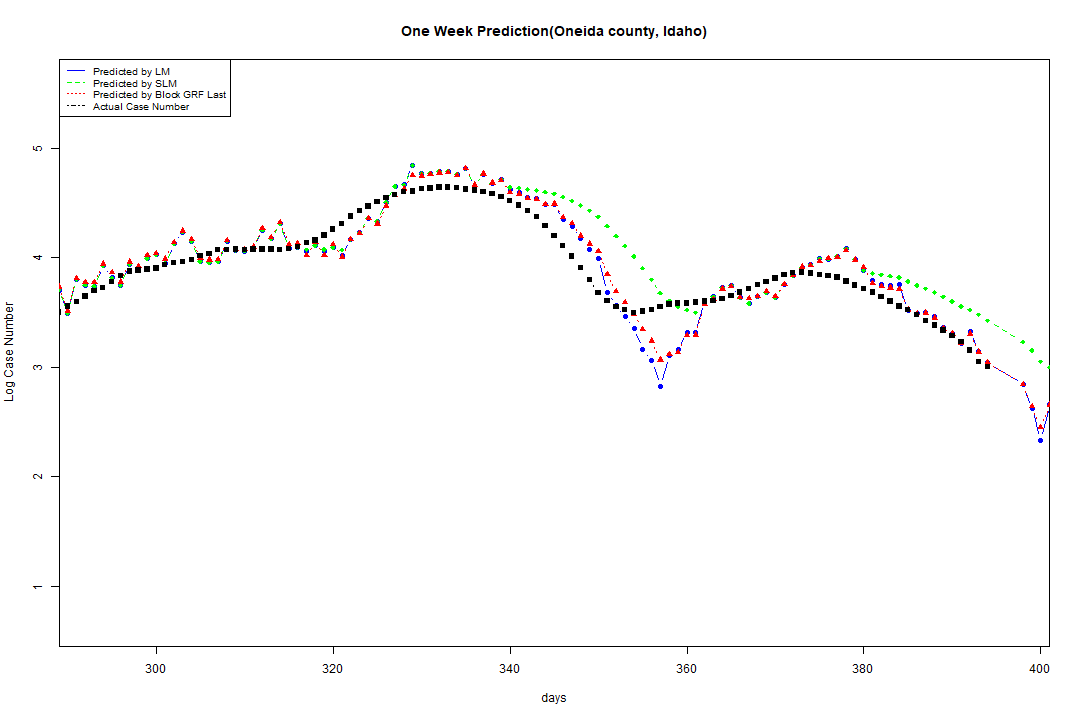 One Week Prediction(Oneida county, Idaho)
Predicted by LM
Predicted by SLM
Predicted by Block GRF Last
Actual Case Number
5
4
3
2
1
Log Case Number
300 320 340 360 380 400
days